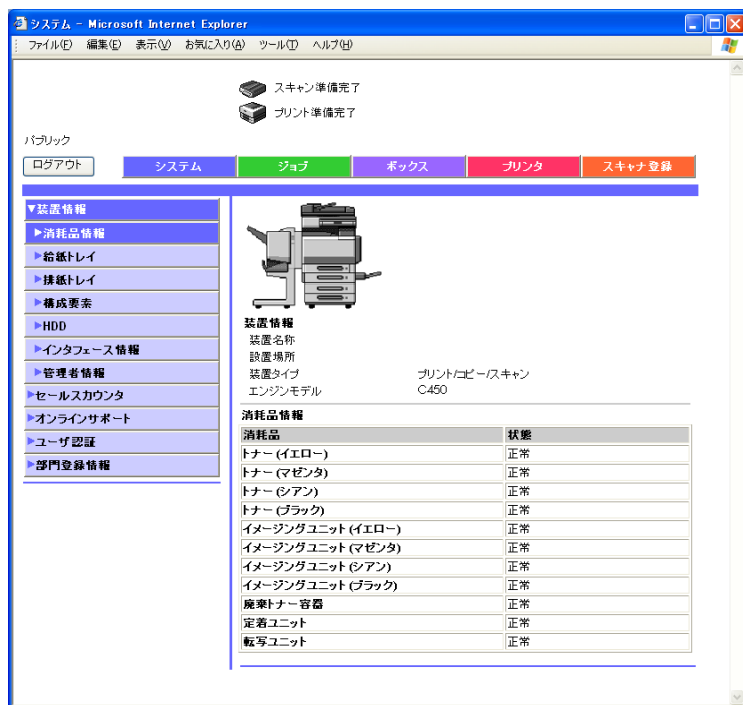 システム - Microsoft Internet Explorer
ファイル(F) 編集(E) 表示(V) お気に入り(A) ツール(T) ヘルプ(H)
スキャン準備完了
プリント準備完了
パブリック
ログアウト
システム ジョブ ボックス プリンタ スキャナ登録
▼装置情報
▶消耗品情報
▶給紙トレイ
▶排紙トレイ
▶構成要素
▶HDD
▶インタフェース情報
▶管理者情報
▶セールスカウンタ
▶オンラインサポート
▶ユーザ認証
▶部門登録情報
装置情報
装置名称
設置場所
装置タイプ プリント/コピー/スキャン
エンジンモデル C450
消耗品情報
消耗品 状態
トナー(イエロー) 正常
トナー(マゼンタ) 正常
トナー(シアン) 正常
トナー(ブラック) 正常
イメージングユニット(イエロー) 正常
イメージングユニット(マゼンタ) 正常
イメージングユニット(シアン) 正常
イメージングユニット(ブラック) 正常
廃棄トナー容器 正常
定着ユニット 正常
転写ユニット 正常